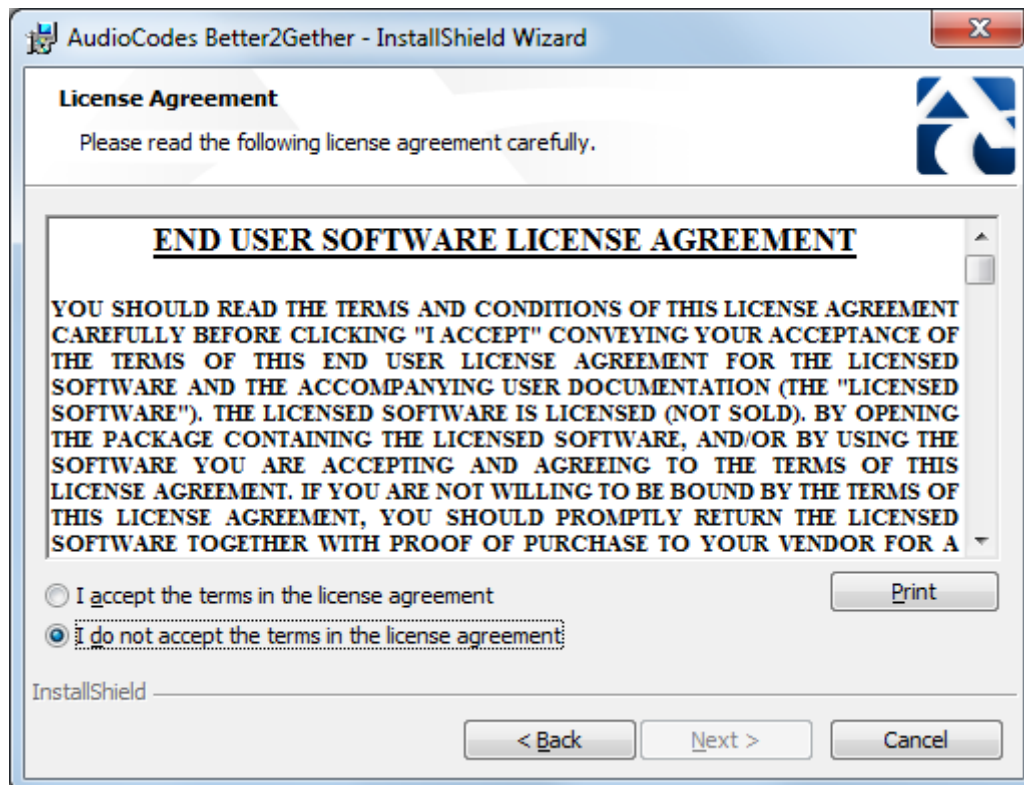 AudioCodes Better2Gether - InstallShield Wizard
License Agreement
Please read the following license agreement carefully.
END USER SOFTWARE LICENSE AGREEMENT
YOU SHOULD READ THE TERMS AND CONDITIONS OF THIS LICENSE AGREEMENT
CAREFULLY BEFORE CLICKING "I ACCEPT" CONVEYING YOUR ACCEPTANCE OF
THE TERMS OF THIS END USER LICENSE AGREEMENT FOR THE LICENSED
SOFTWARE AND THE ACCOMPANYING USER DOCUMENTATION (THE "LICENSED
SOFTWARE"). THE LICENSED SOFTWARE IS LICENSED (NOT SOLD). BY OPENING
THE PACKAGE CONTAINING THE LICENSED SOFTWARE, AND/OR BY USING THE
SOFTWARE YOU ARE ACCEPTING AND AGREEING TO THE TERMS OF THIS
LICENSE AGREEMENT. IF YOU ARE NOT WILLING TO BE BOUND BY THE TERMS OF
THIS LICENSE AGREEMENT, YOU SHOULD PROMPTLY RETURN THE LICENSED
SOFTWARE TOGETHER WITH PROOF OF PURCHASE TO YOUR VENDOR FOR A
I accept the terms in the license agreement
Print
I do not accept the terms in the license agreement
InstallShield
< Back
Next >
Cancel